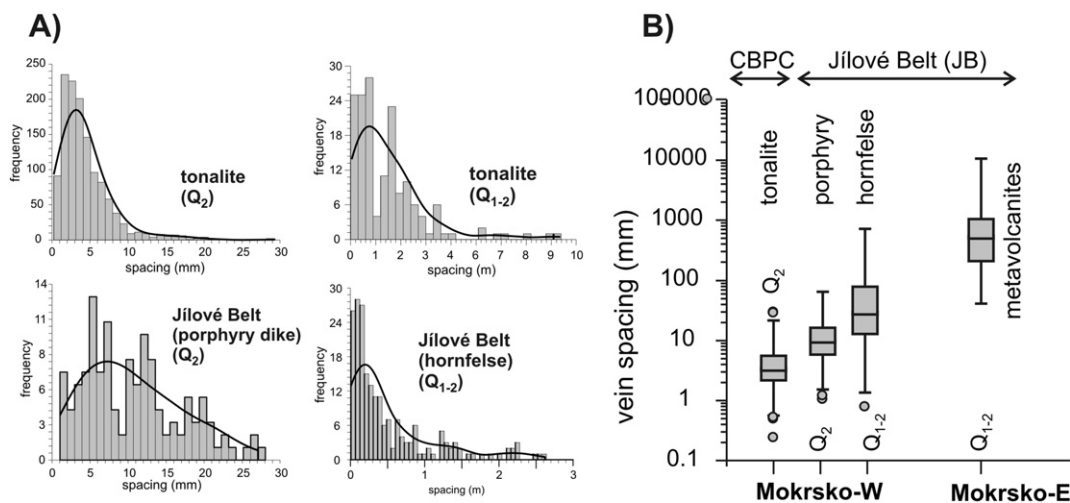 A)
250
200
150
100
50
0
frequency
0
5
10
15
20
25
30
spacing (mm)
tonalite
(Q2)
30
24
18
12
6
0
frequency
0
1
2
3
4
5
6
7
8
9
10
spacing (m)
tonalite
(Q1-2)
14
12
8
6
3
0
frequency
0
5
10
15
20
25
30
spacing (mm)
Jílové Belt
(porphyry dike)
(Q2)
30
24
18
12
6
0
frequency
0
1
2
3
spacing (m)
Jílové Belt
(hornfelse)
(Q1-2)
B)
CBPC
Jílové Belt (JB)
10000
1000
100
10
1
0.1
vein spacing (mm)
tonalite
porphyry
hornfelse
metavolcanites
Q2
Q2
Q1-2
Q1-2
Mokrsko-W
Mokrsko-E